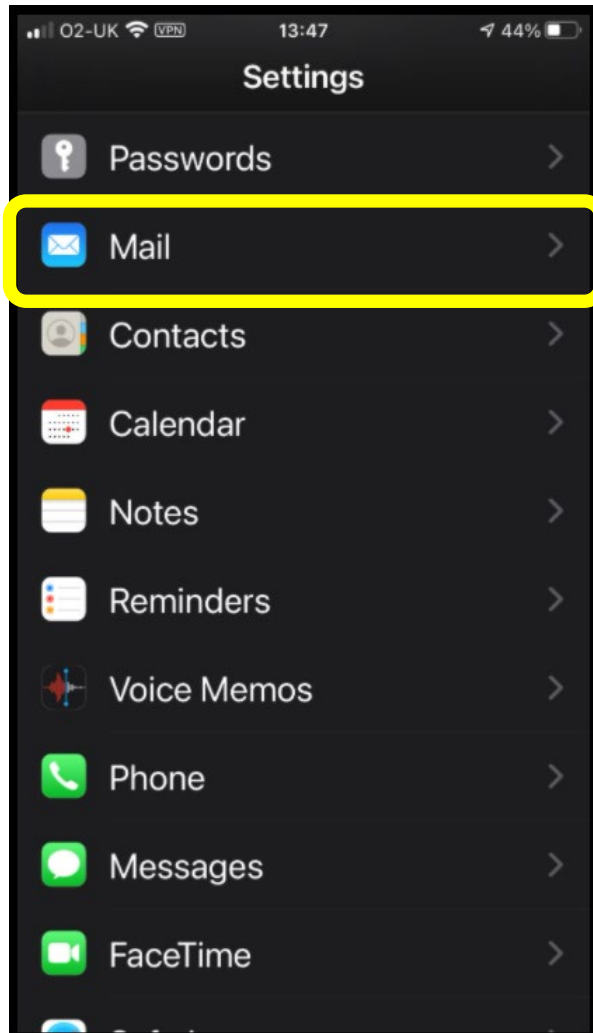 O2-UK VPN 13:47 44%
Settings
Passwords
Mail
Contacts
Calendar
Notes
Reminders
Voice Memos
Phone
Messages
FaceTime